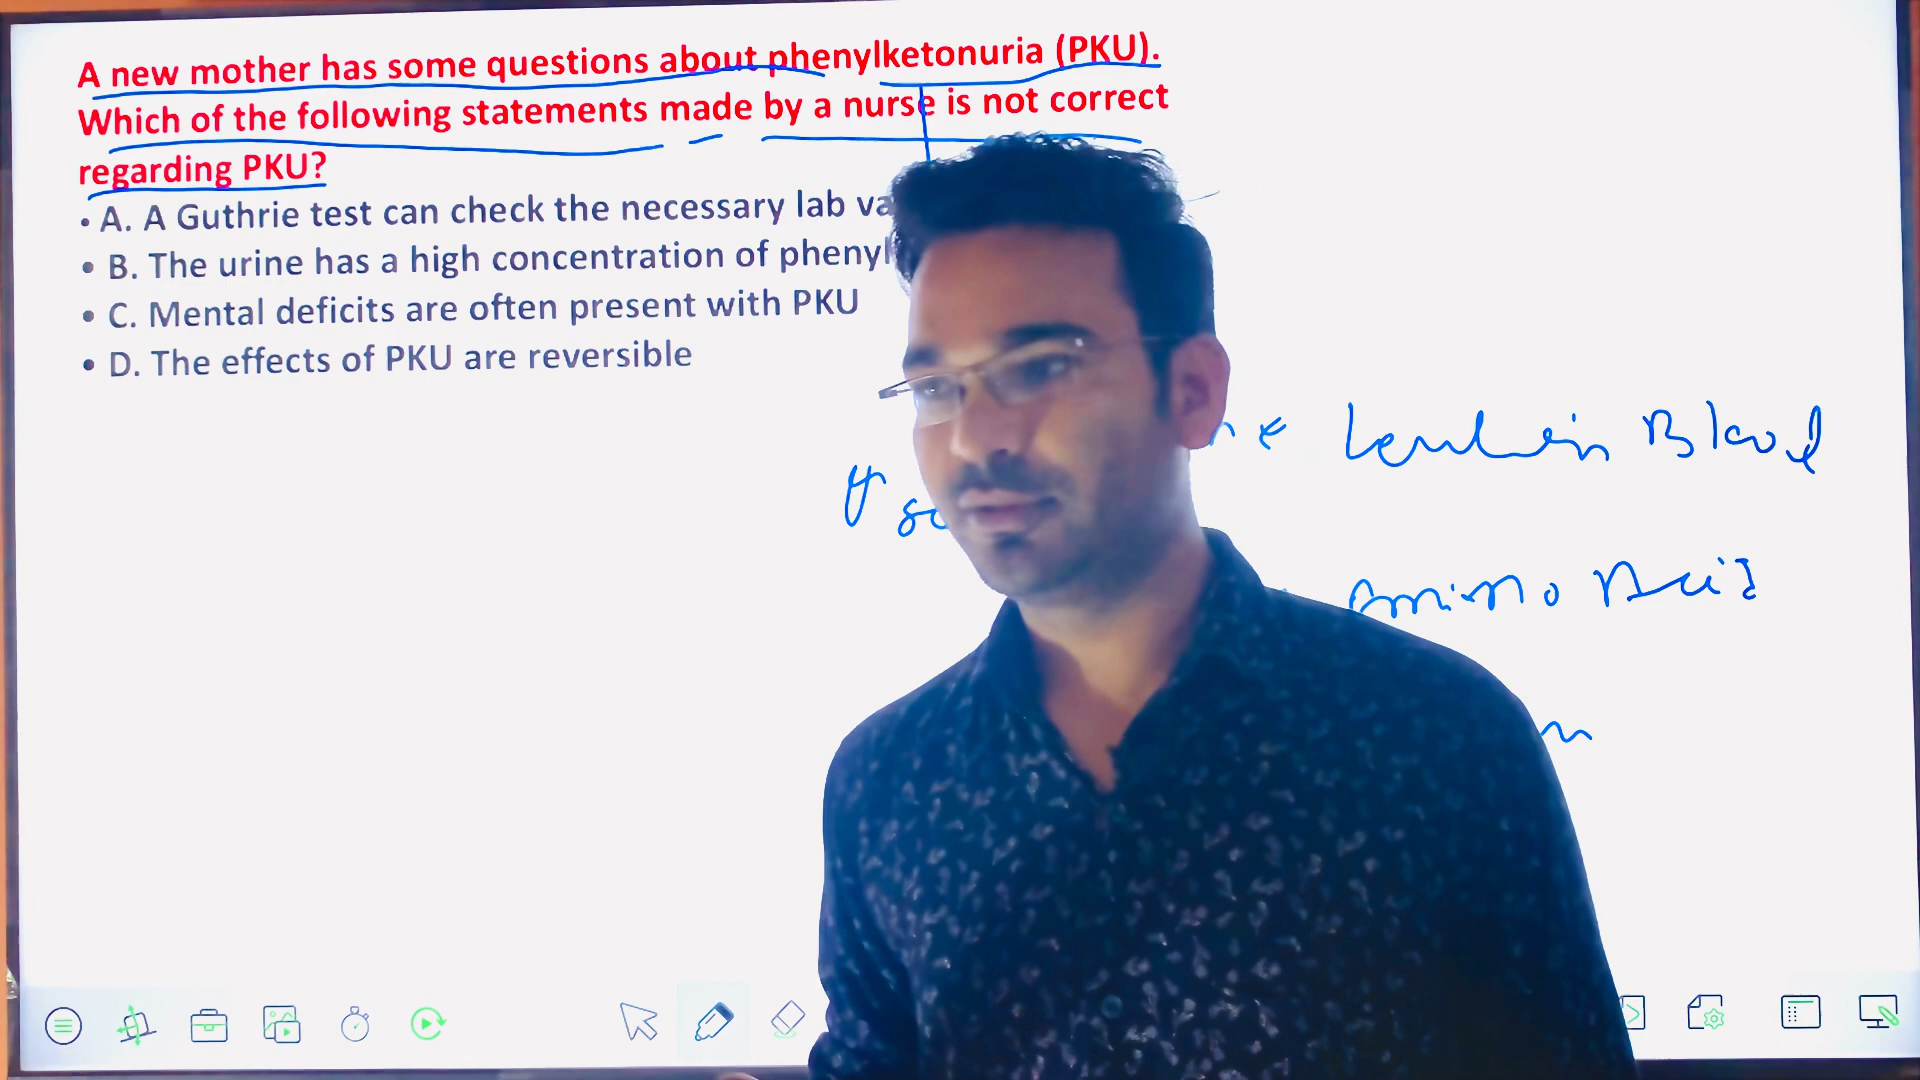 A new mother has some questions about phenylketonuria (PKU).
Which of the following statements made by a nurse is not correct
regarding PKU?
• A. A Guthrie test can check the necessary lab va
• B. The urine has a high concentration of phenyl
• C. Mental deficits are often present with PKU
• D. The effects of PKU are reversible
Blood
Amino Acid